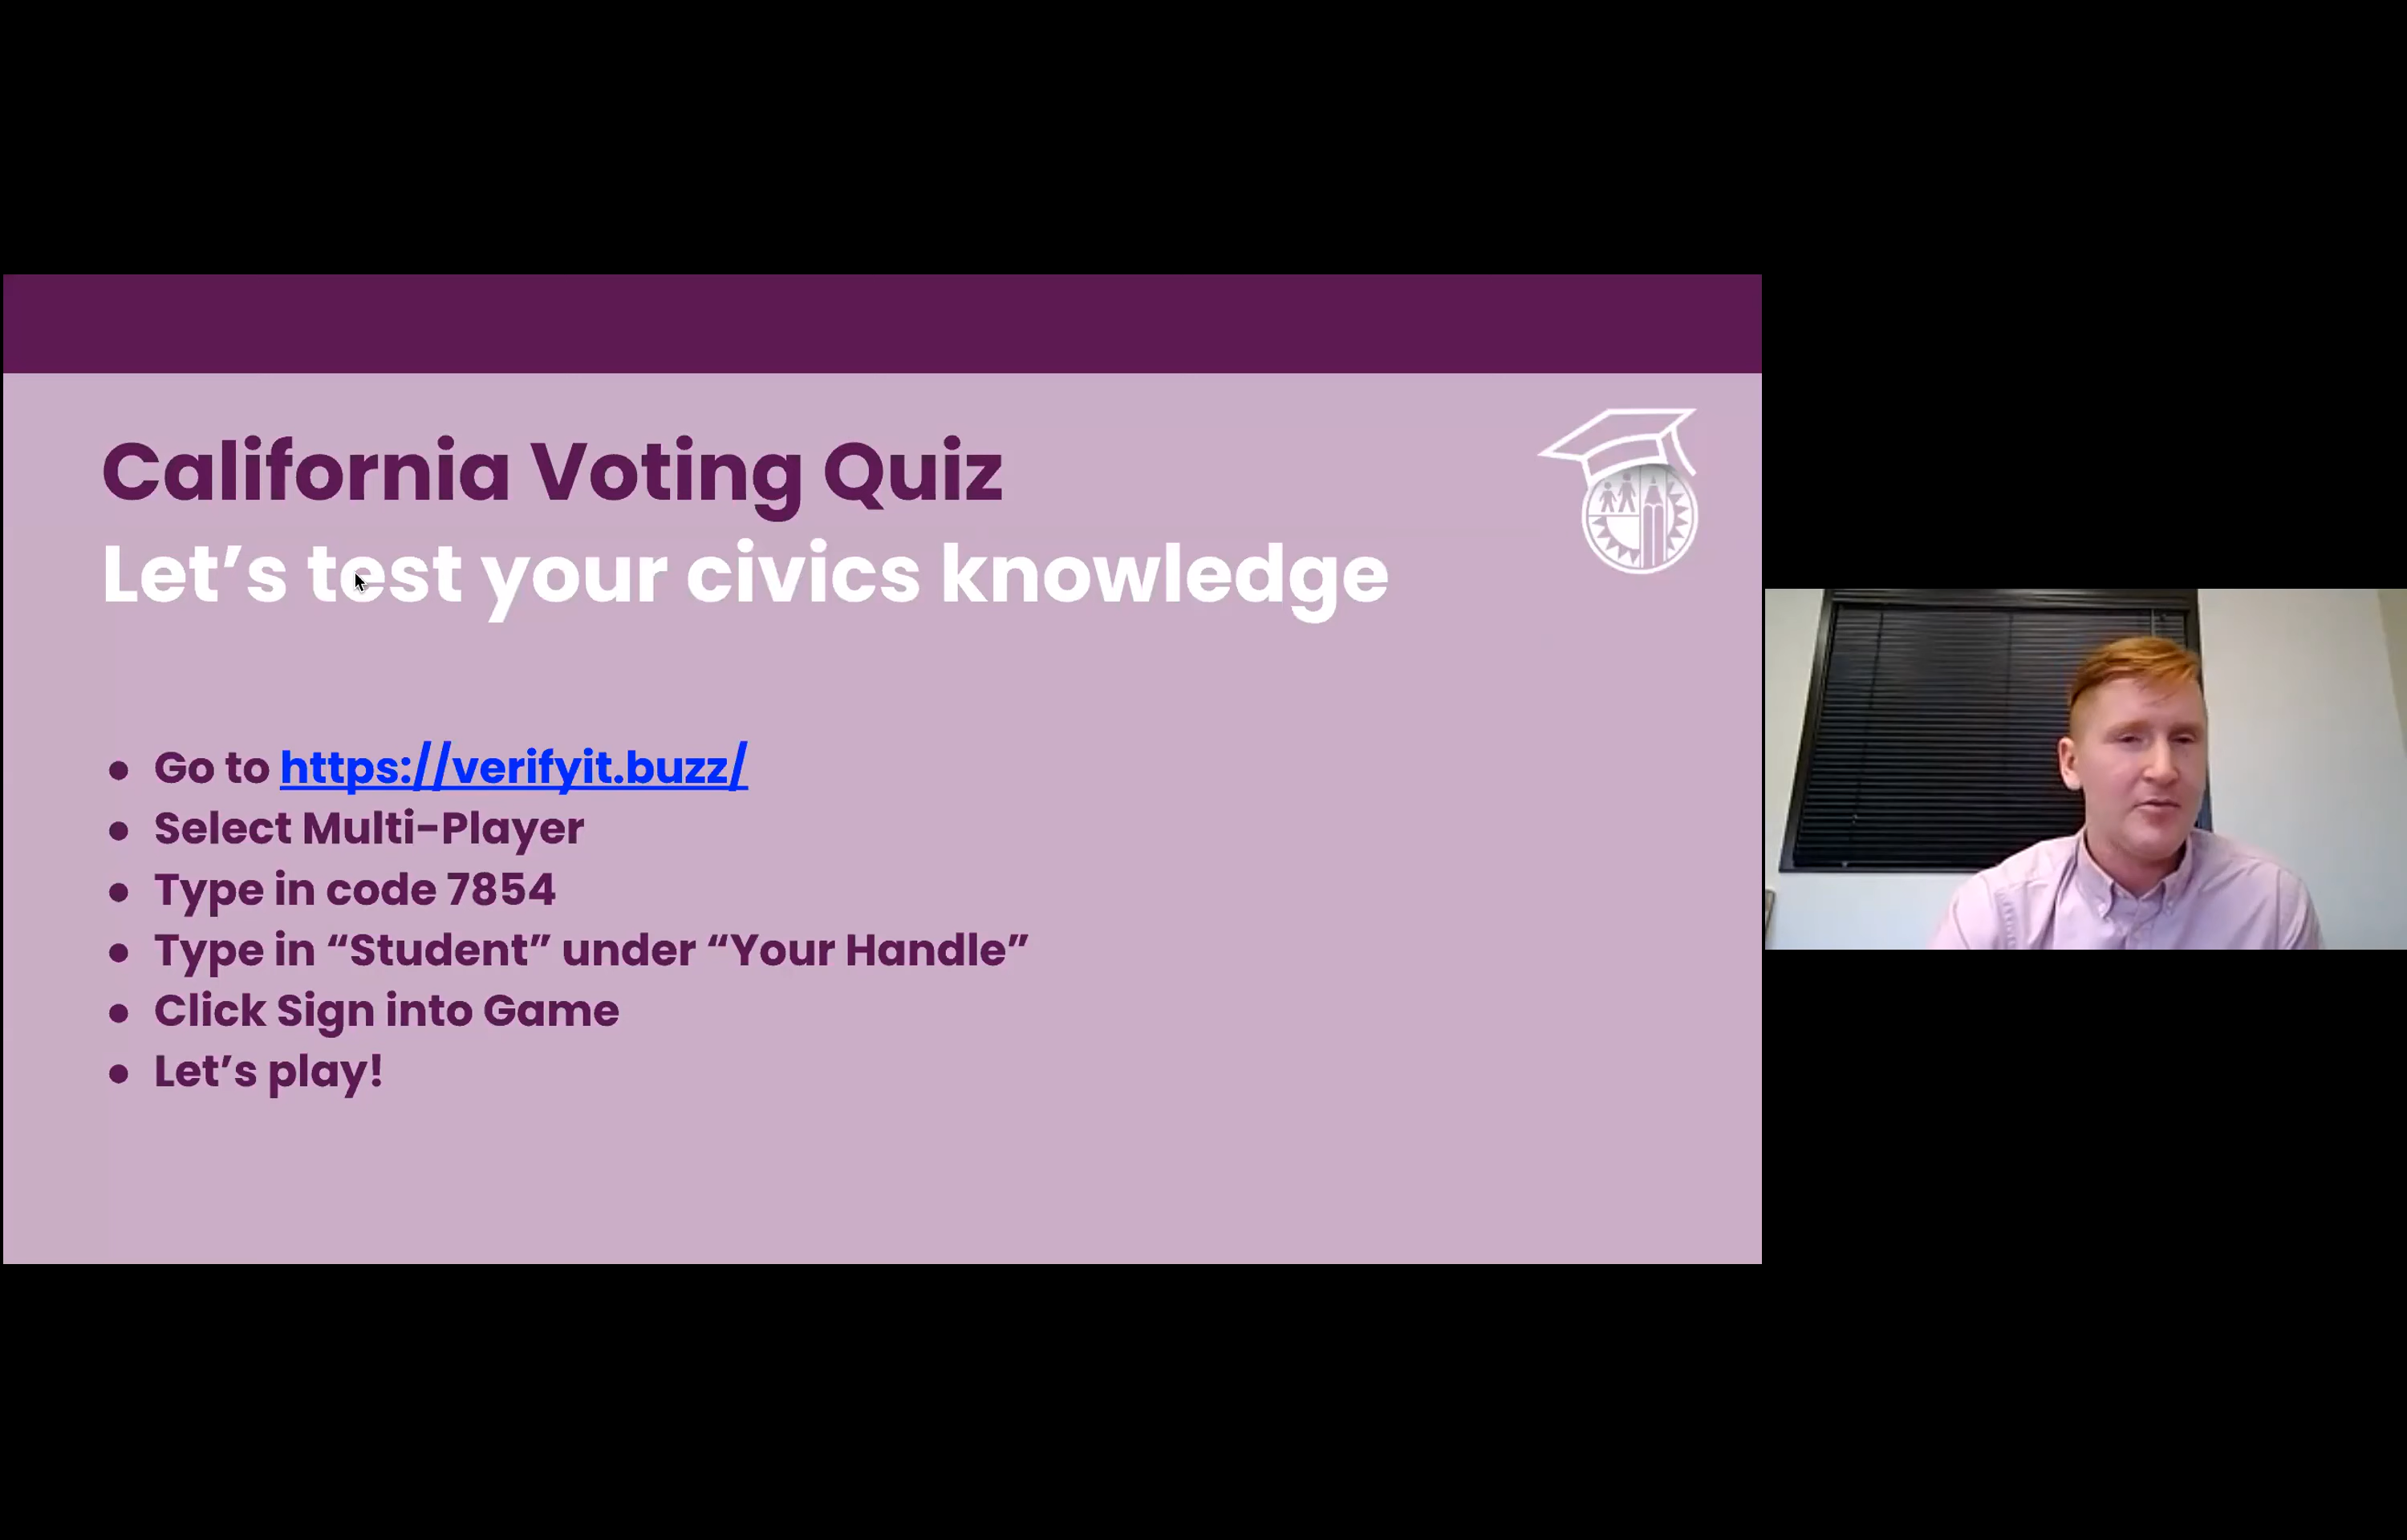 California Voting Quiz
Let’s test your civics knowledge
● Go to https://verifyit.buzz/
● Select Multi-Player
● Type in code 7854
● Type in “Student” under “Your Handle”
● Click Sign into Game
● Let’s play!